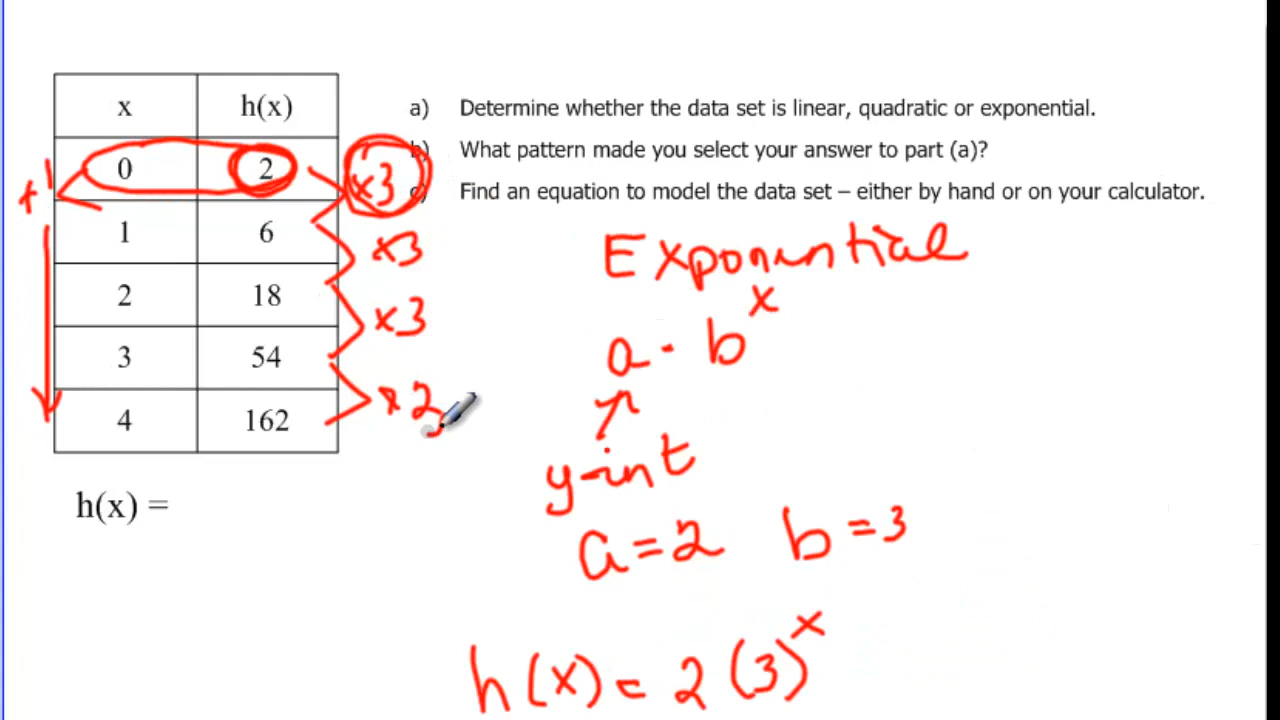 x h(x)
a) Determine whether the data set is linear, quadratic or exponential.
0 2 ×3
b) What pattern made you select your answer to part (a)?
+1
c) Find an equation to model the data set – either by hand or on your calculator.
1 6 ×3
Exponential
2 18 ×3
a · b^x
3 54
4 162 ×2
y-int
h(x) =
a = 2 b = 3
h(x) = 2(3)^x